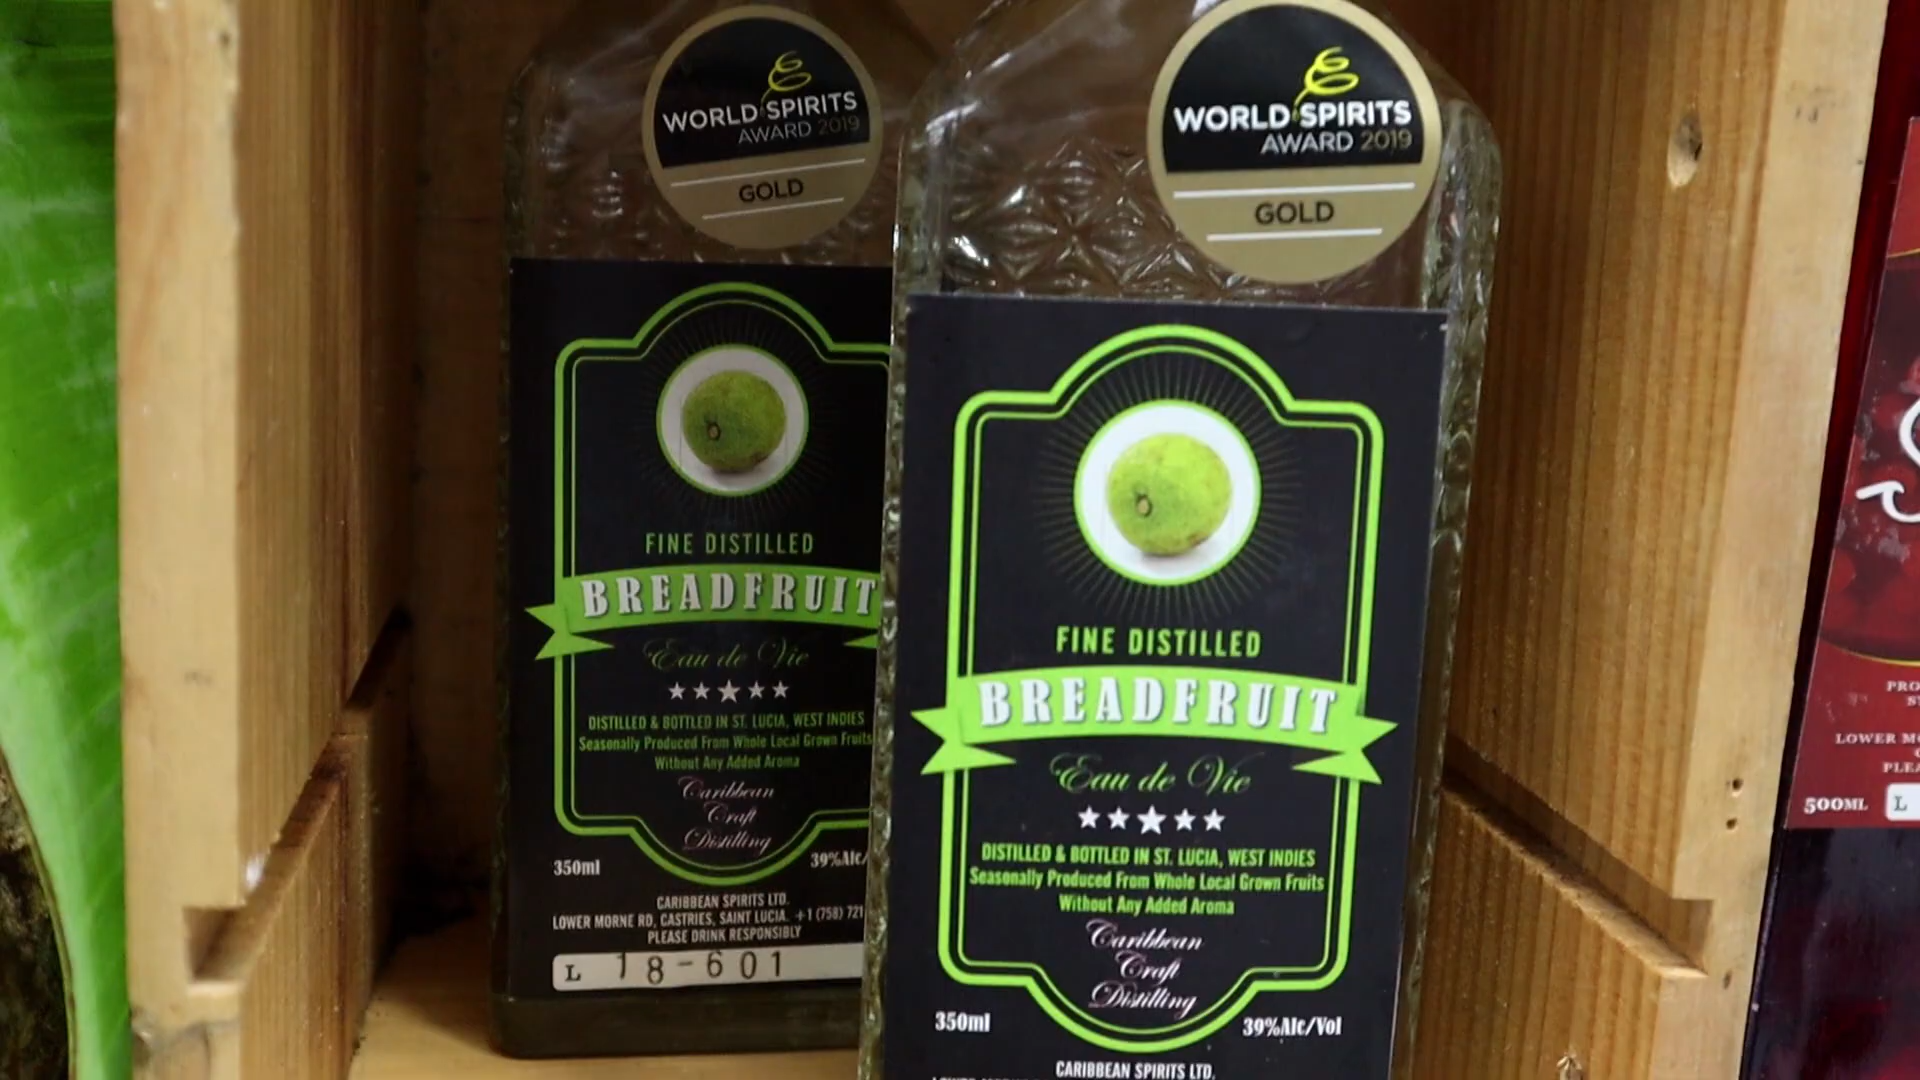 WORLD SPIRITS
AWARD 2019
GOLD
FINE DISTILLED
BREADFRUIT
Eau de Vie
DISTILLED & BOTTLED IN ST. LUCIA, WEST INDIES
Seasonally Produced From Whole Local Grown Fruits
Without Any Added Aroma
Caribbean
Craft
Distilling
350ml 39%Alc/
CARIBBEAN SPIRITS LTD.
LOWER MORNE RD, CASTRIES, SAINT LUCIA. +1 (758) 721
PLEASE DRINK RESPONSIBLY
L 18-601
WORLD SPIRITS
AWARD 2019
GOLD
FINE DISTILLED
BREADFRUIT
Eau de Vie
DISTILLED & BOTTLED IN ST. LUCIA, WEST INDIES
Seasonally Produced From Whole Local Grown Fruits
Without Any Added Aroma
Caribbean
Craft
Distilling
350ml 39%Alc/Vol
CARIBBEAN SPIRITS LTD.
PRO
LOWER MO
PLEA
500ML L